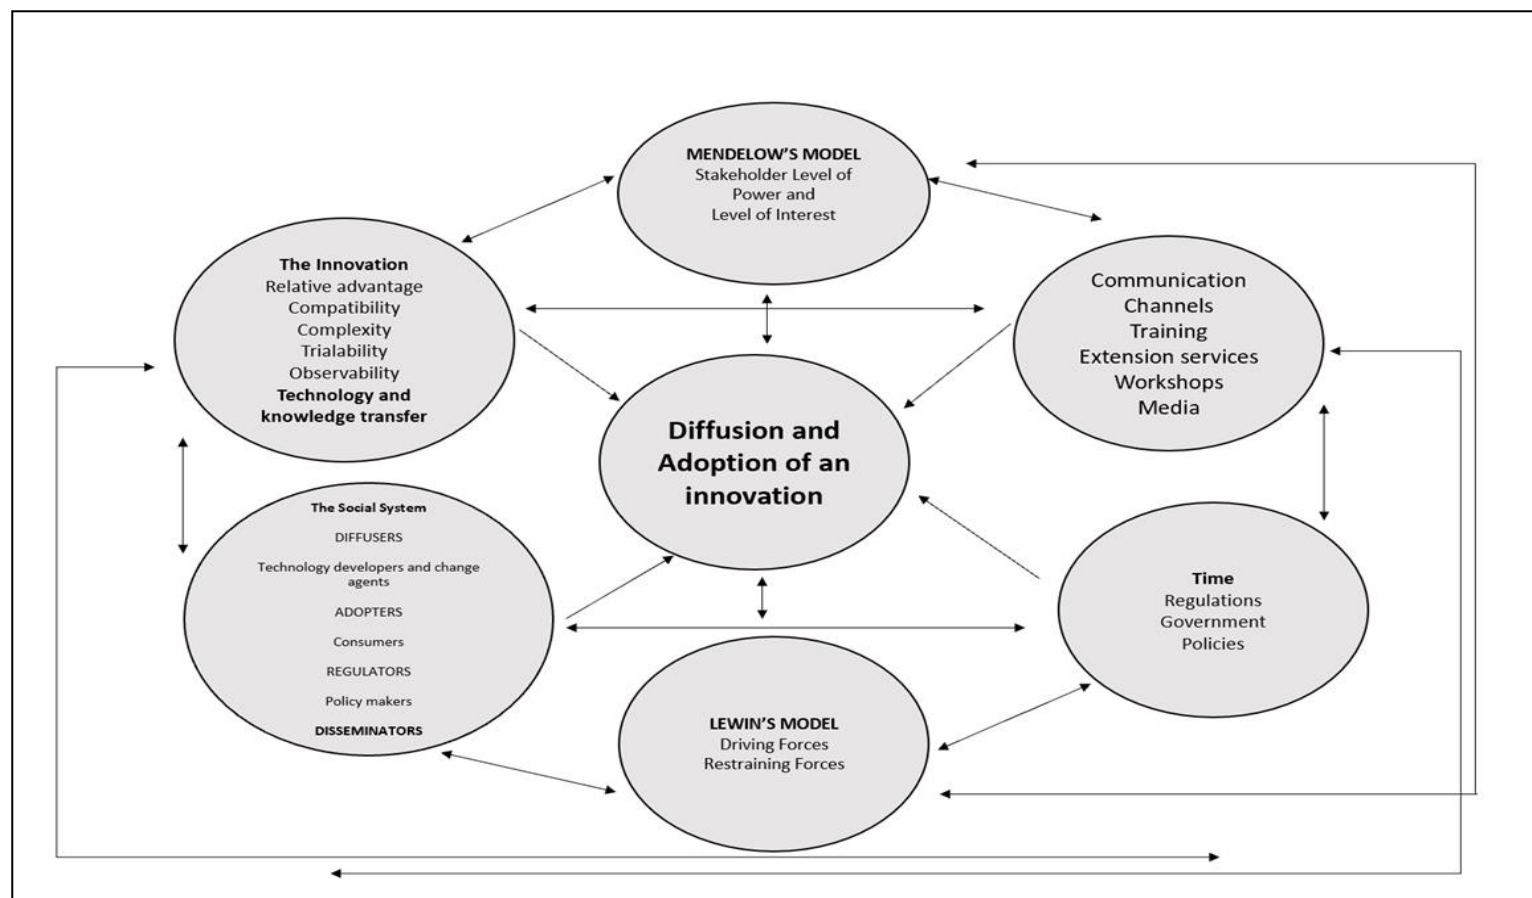 MENDELOW'S MODEL
Stakeholder Level of
Power and
Level of Interest
The Innovation
Relative advantage
Compatibility
Complexity
Trialability
Observability
Technology and
knowledge transfer
Communication
Channels
Training
Extension services
Workshops
Media
Diffusion and
Adoption of an
innovation
The Social System
DIFFUSERS
Technology developers and change
agents
ADOPTERS
Consumers
REGULATORS
Policy makers
DISSEMINATORS
Time
Regulations
Government
Policies
LEWIN'S MODEL
Driving Forces
Restraining Forces